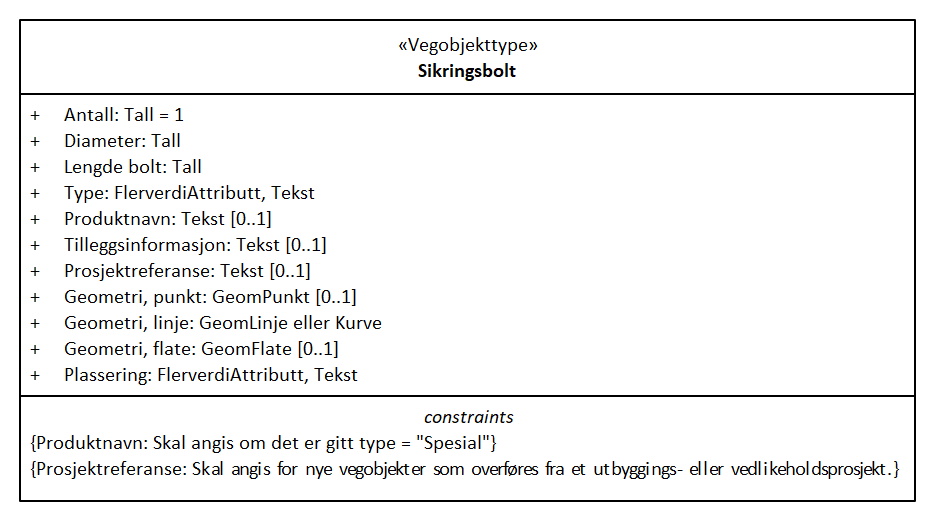 «Vegobjekttype»
Sikringsbolt
+ Antall: Tall = 1
+ Diameter: Tall
+ Lengde bolt: Tall
+ Type: FlerverdiAttributt, Tekst
+ Produktnavn: Tekst [0..1]
+ Tilleggsinformasjon: Tekst [0..1]
+ Prosjektreferanse: Tekst [0..1]
+ Geometri, punkt: GeomPunkt [0..1]
+ Geometri, linje: GeomLinje eller Kurve
+ Geometri, flate: GeomFlate [0..1]
+ Plassering: FlerverdiAttributt, Tekst
constraints
{Produktnavn: Skal angis om det er gitt type = "Spesial"}
{Prosjektreferanse: Skal angis for nye vegobjekter som overføres fra et utbyggings- eller vedlikeholdsprosjekt.}